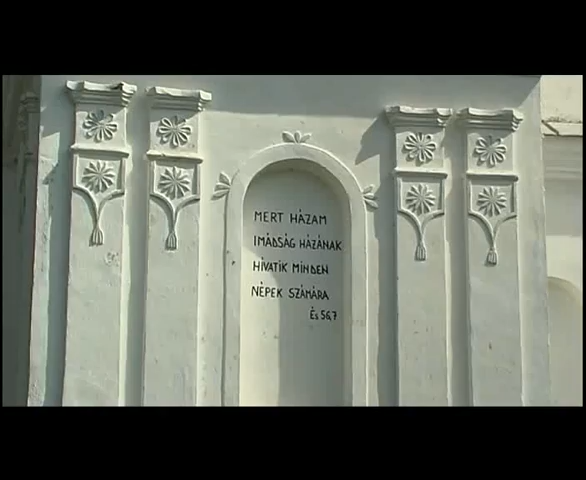 MERT HÁZAM
IMÁDSÁG HÁZÁNAK
HÍVATIK MINDEN
NÉPEK SZÁMÁRA
ÉS 56,7